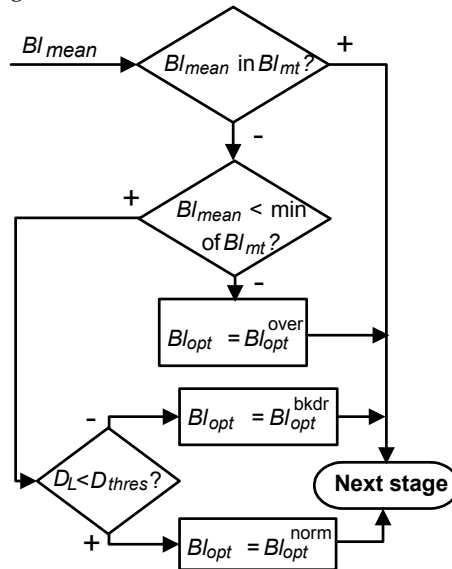 Bl mean
Bl mean in Bl mt ?
+
-
+
Bl mean < min
of Bl mt ?
-
Bl opt = Bl opt over
-
Bl opt = Bl opt bkdr
D L < D thres ?
Next stage
+
Bl opt = Bl opt norm